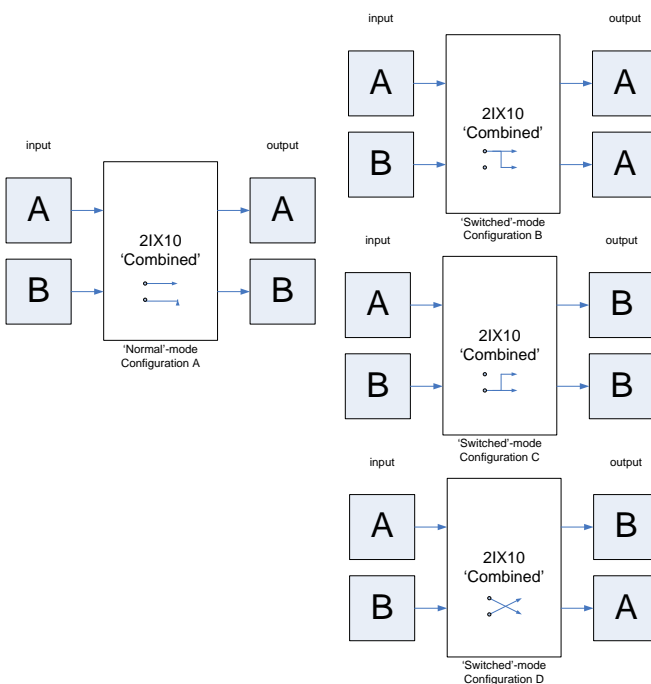 input output
A A
B B
2IX10
‘Combined’
‘Normal’-mode
Configuration A
input output
A A
B A
2IX10
‘Combined’
‘Switched’-mode
Configuration B
input output
A B
B B
2IX10
‘Combined’
‘Switched’-mode
Configuration C
input output
A B
B A
2IX10
‘Combined’
‘Switched’-mode
Configuration D